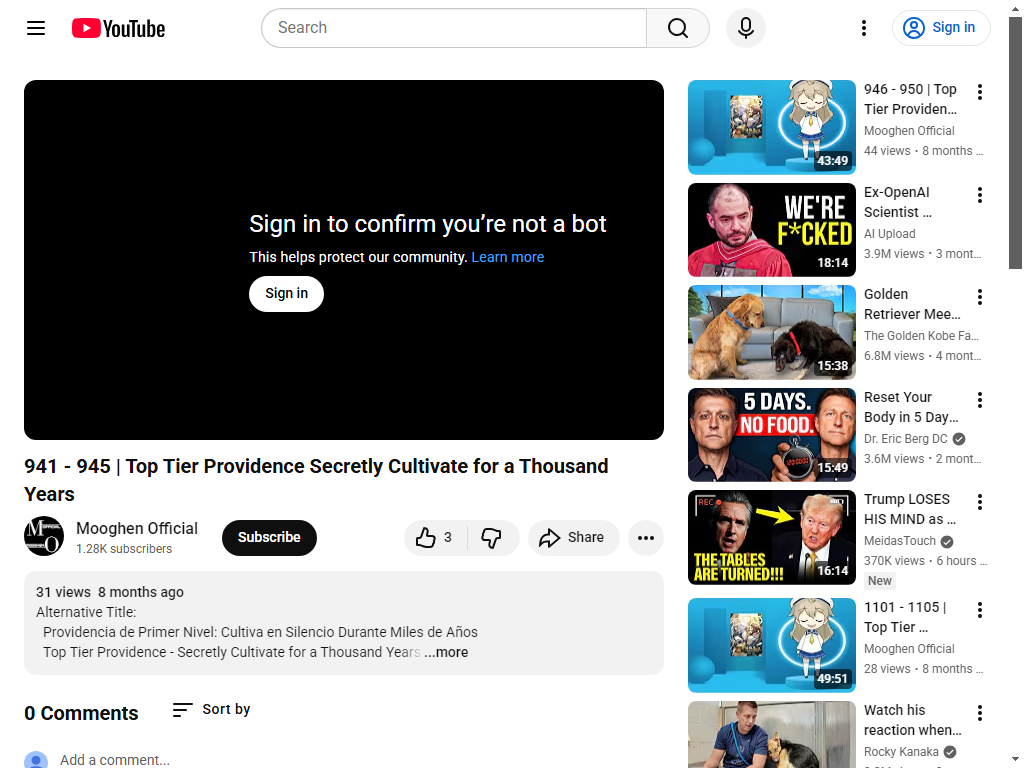 YouTube
Search
Sign in
Sign in to confirm you’re not a bot
This helps protect our community. Learn more
Sign in
941 - 945 | Top Tier Providence Secretly Cultivate for a Thousand
Years
Mooghen Official
1.28K subscribers
Subscribe
3
Share
31 views 8 months ago
Alternative Title:
Providencia de Primer Nivel: Cultiva en Silencio Durante Miles de Años
Top Tier Providence - Secretly Cultivate for a Thousand Years ...more
0 Comments
Sort by
Add a comment...
43:49
946 - 950 | Top
Tier Providen...
Mooghen Official
44 views • 8 months ...
WE'RE
F*CKED
18:14
Ex-OpenAI
Scientist ...
AI Upload
3.9M views • 3 mont...
15:38
Golden
Retriever Mee...
The Golden Kobe Fa...
6.8M views • 4 mont...
5 DAYS.
NO FOOD.
15:49
Reset Your
Body in 5 Day...
Dr. Eric Berg DC
3.6M views • 2 mont...
REC
THE TABLES
ARE TURNED!!!
16:14
Trump LOSES
HIS MIND as ...
MeidasTouch
370K views • 6 hours ...
New
49:51
1101 - 1105 |
Top Tier ...
Mooghen Official
28 views • 8 months ...
Watch his
reaction when...
Rocky Kanaka